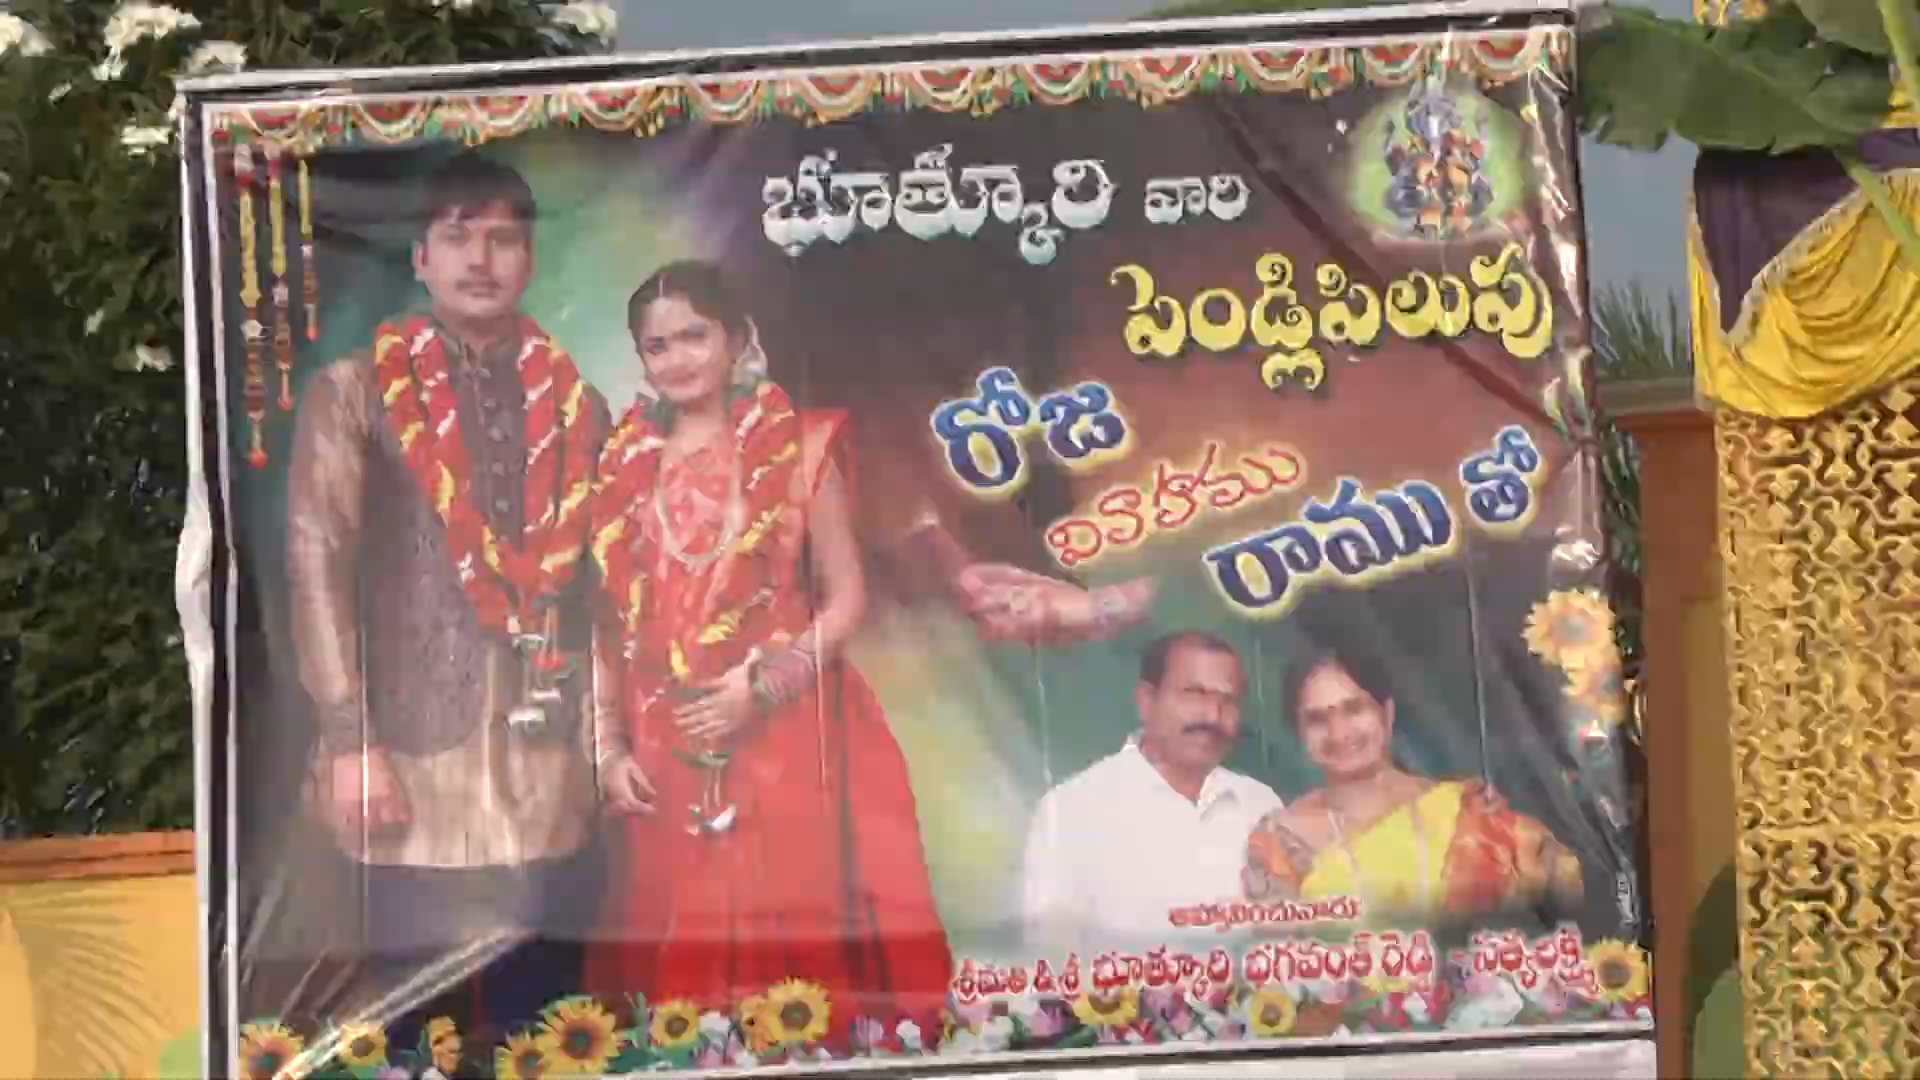 భూత్కూరి వారి
పెండ్లిపిలుపు
రోజ
వివాహము
రాము తో
ఆహ్వానించువారు
శ్రీమతి & శ్రీ భూత్కూరి భగవంత్ రెడ్డి - సత్యలక్ష్మి